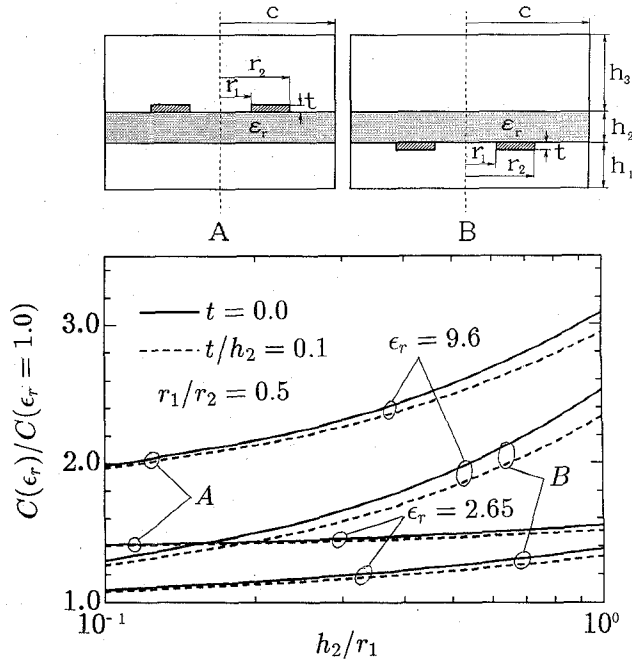 c c
r₂
r₁ t
εᵣ
h₃
εᵣ h₂
r₁ t h₁
r₂
A B
C(ϵᵣ)/C(ϵᵣ = 1.0)
3.0
2.0
1.0
t = 0.0
t/h₂ = 0.1
r₁/r₂ = 0.5
ϵᵣ = 9.6
A
B
ϵᵣ = 2.65
10⁻¹ 10⁰
h₂/r₁